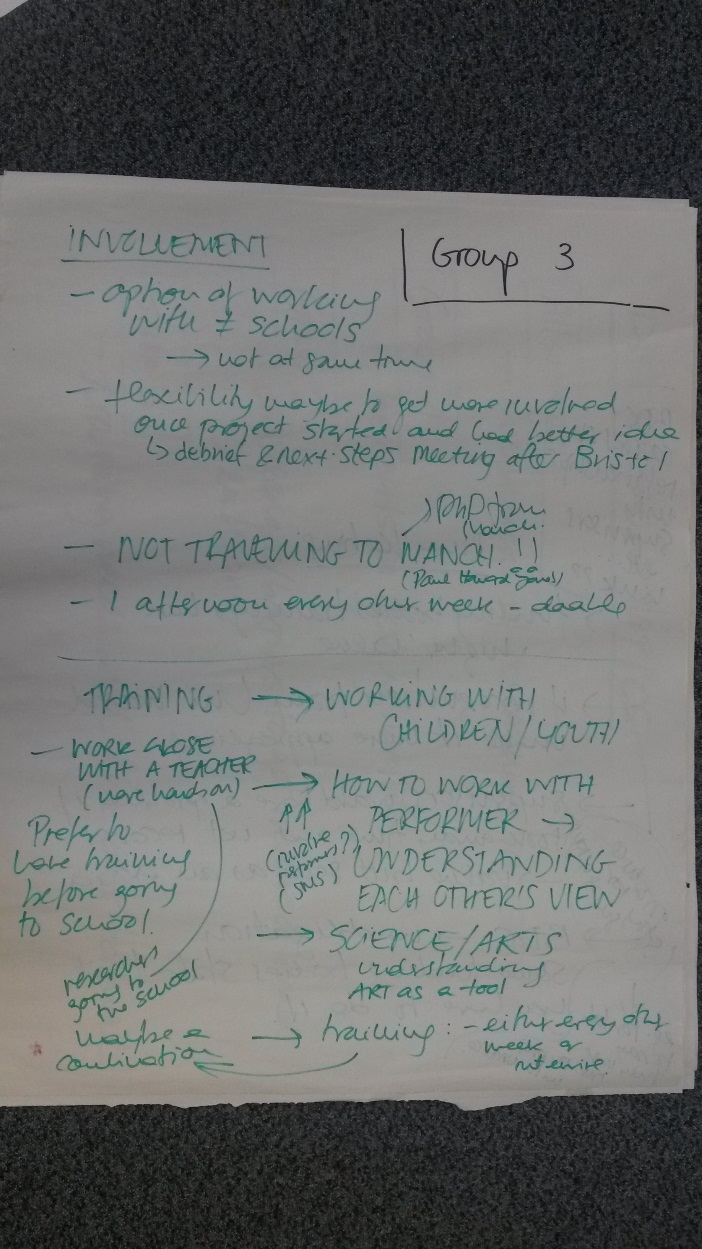 Group 3
INVOLVEMENT
- option of working
with ≠ schools
→ not at same time
- flexibility maybe to get more involved
once project started and had better idea
↳ debrief & next steps meeting after Bristol
from
- NOT TRAVELLING TO MANCH. !!
(Paul Howard Jones)
- 1 afternoon every other week - doable
TRAINING → WORKING WITH
CHILDREN/YOUTH
- WORK CLOSE
WITH A TEACHER
(more hands on)
→ HOW TO WORK WITH
PERFORMER →
UNDERSTANDING
EACH OTHER'S VIEW
(involve
Prefer to
have training
before going
to school.
→ SCIENCE/ARTS
understanding
ART as a tool
researchers
going to
the school
maybe a
combination
→ training : - either every other
week or
intensive.